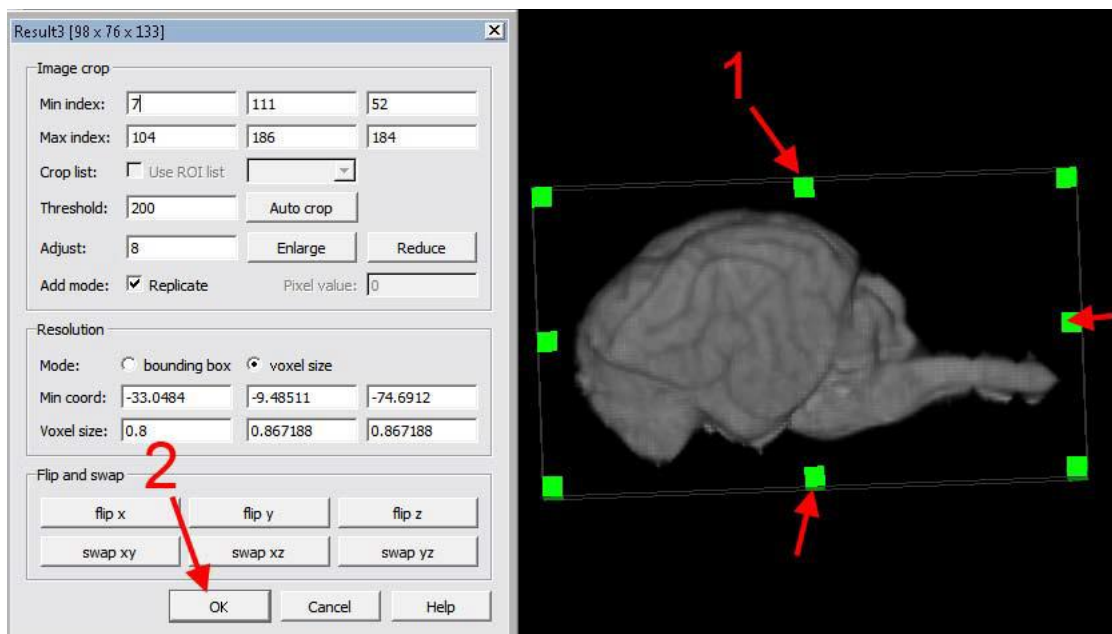 Result3 [98 x 76 x 133]
Image crop
Min index: 7 111 52
Max index: 104 186 184
Crop list: Use ROI list
Threshold: 200 Auto crop
Adjust: 8 Enlarge Reduce
Add mode: Replicate Pixel value: 0
Resolution
Mode: bounding box voxel size
Min coord: -33.0484 -9.48511 -74.6912
Voxel size: 0.8 0.867188 0.867188
Flip and swap
flip x flip y flip z
swap xy swap xz swap yz
OK Cancel Help
2
1